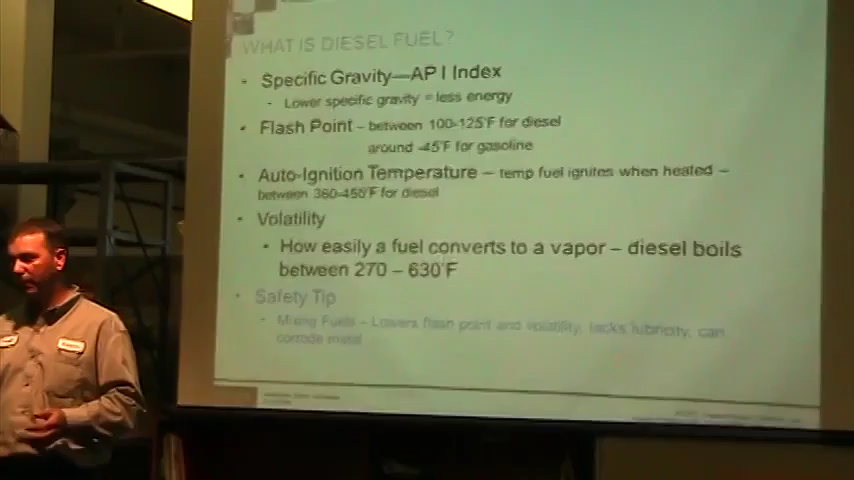 WHAT IS DIESEL FUEL?
• Specific Gravity—API Index
- Lower specific gravity = less energy
• Flash Point – between 100-125°F for diesel
around -45°F for gasoline
• Auto-Ignition Temperature – temp fuel ignites when heated –
between 360-450°F for diesel
• Volatility
• How easily a fuel converts to a vapor – diesel boils
between 270 – 630°F
• Safety Tip
- Mixing Fuels – Lowers flash point and volatility, lacks lubricity, can
corrode metal